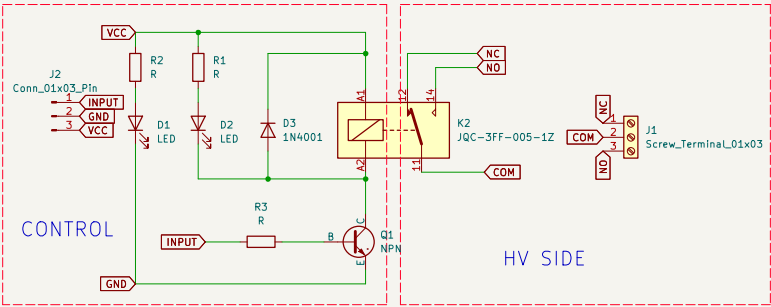 VCC
R2
R
R1
R
J2
Conn_01x03_Pin
1
INPUT
2
GND
3
VCC
D1
LED
D2
LED
D3
1N4001
A1
12
14
NC
NO
K2
JQC-3FF-005-1Z
A2
11
COM
NC
1
COM
2
NO
3
J1
Screw_Terminal_01x03
CONTROL
R3
R
INPUT
B
C
E
Q1
NPN
GND
HV SIDE